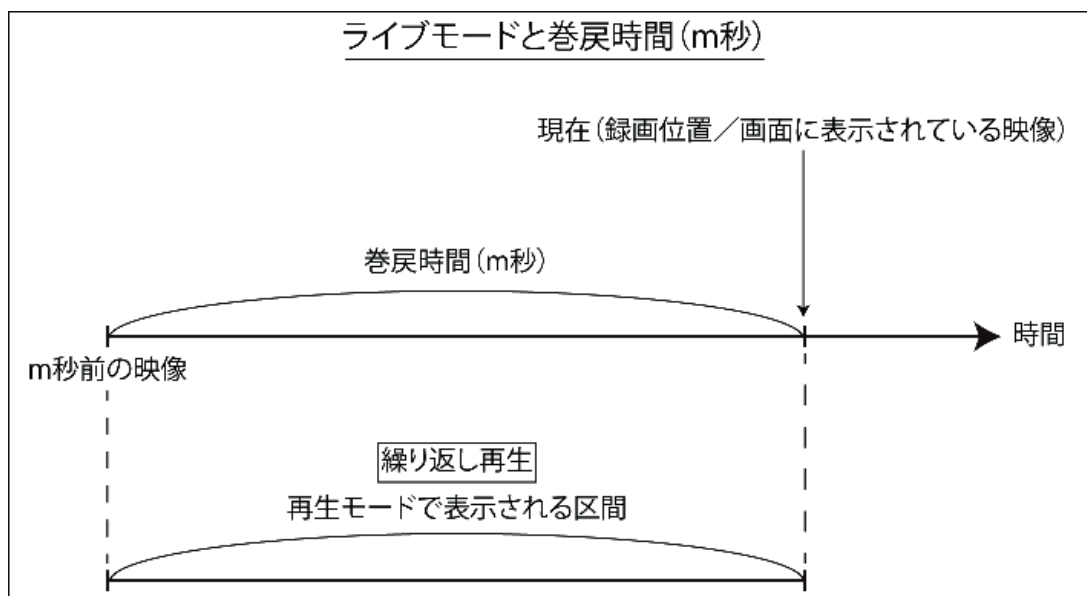 ライブモードと巻戻時間(m秒)
現在(録画位置/画面に表示されている映像)
巻戻時間(m秒)
時間
m秒前の映像
繰り返し再生
再生モードで表示される区間